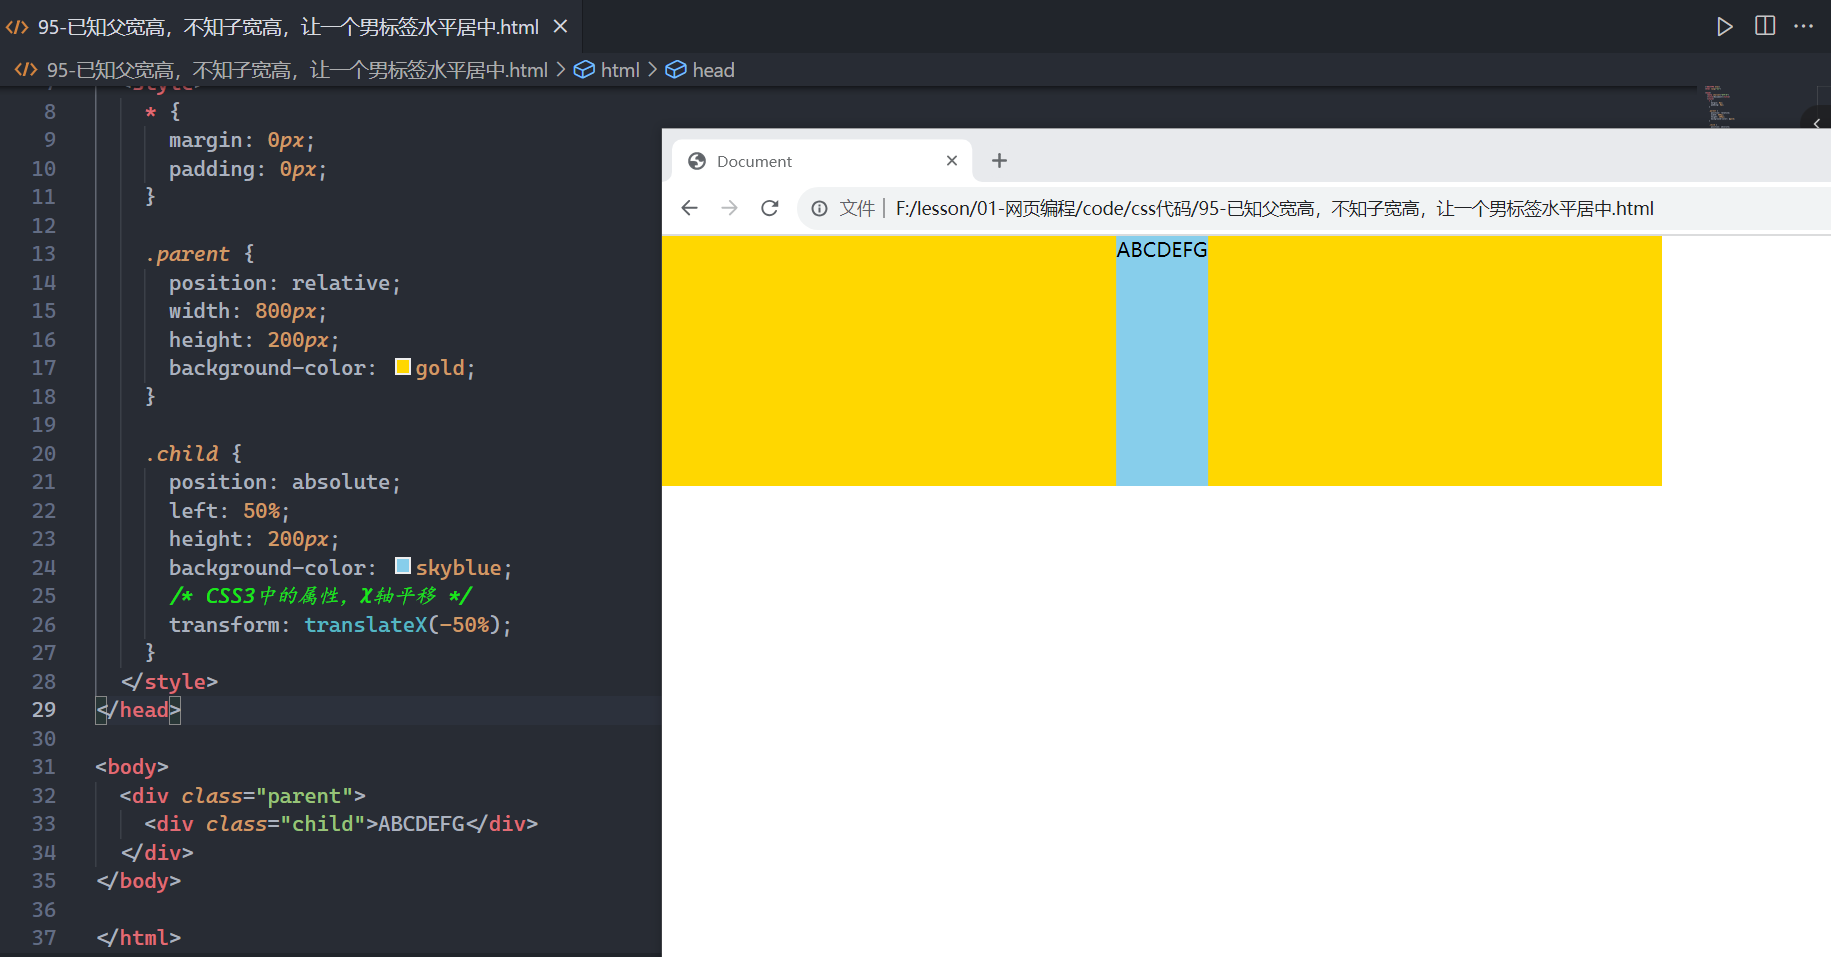 95-已知父宽高，不知子宽高，让一个男标签水平居中.html
95-已知父宽高，不知子宽高，让一个男标签水平居中.html > html > head
7 <style>
8 * {
9 margin: 0px;
10 padding: 0px;
11 }
12
13 .parent {
14 position: relative;
15 width: 800px;
16 height: 200px;
17 background-color: gold;
18 }
19
20 .child {
21 position: absolute;
22 left: 50%;
23 height: 200px;
24 background-color: skyblue;
25 /* CSS3中的属性，X轴平移 */
26 transform: translateX(-50%);
27 }
28 </style>
29 </head>
30
31 <body>
32 <div class="parent">
33 <div class="child">ABCDEFG</div>
34 </div>
35 </body>
36
37 </html>
Document
文件 | F:/lesson/01-网页编程/code/css代码/95-已知父宽高，不知子宽高，让一个男标签水平居中.html
ABCDEFG